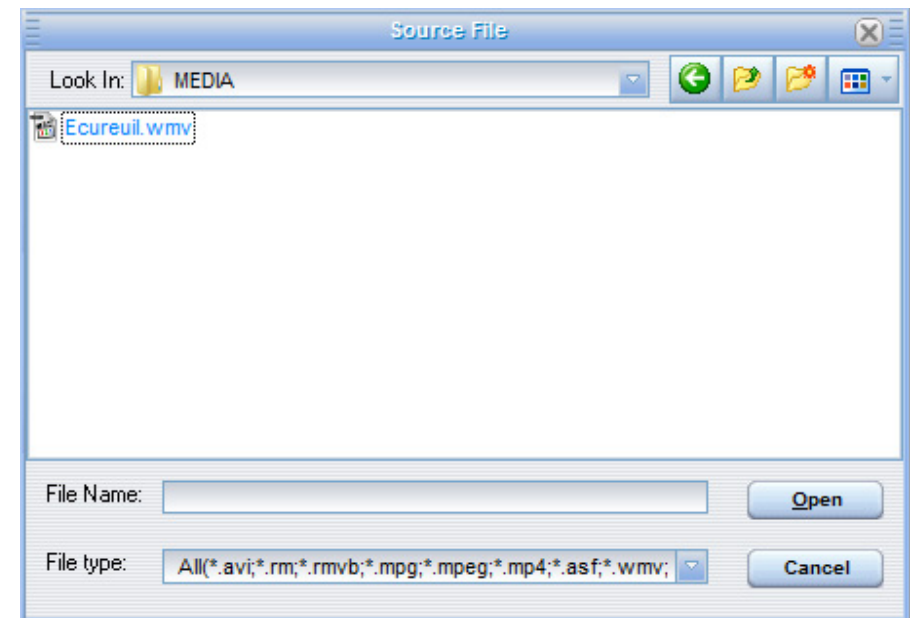 Source File
Look In: MEDIA
Ecureuil.wmv
File Name:
Open
File type: All(*.avi;*.rm;*.rmvb;*.mpg;*.mpeg;*.mp4;*.asf;*.wmv;
Cancel